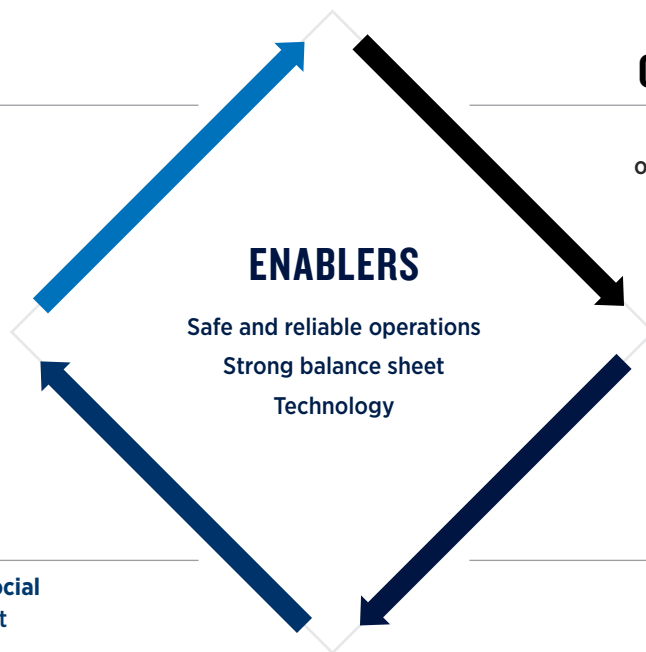 ENABLERS
Safe and reliable operations
Strong balance sheet
Technology